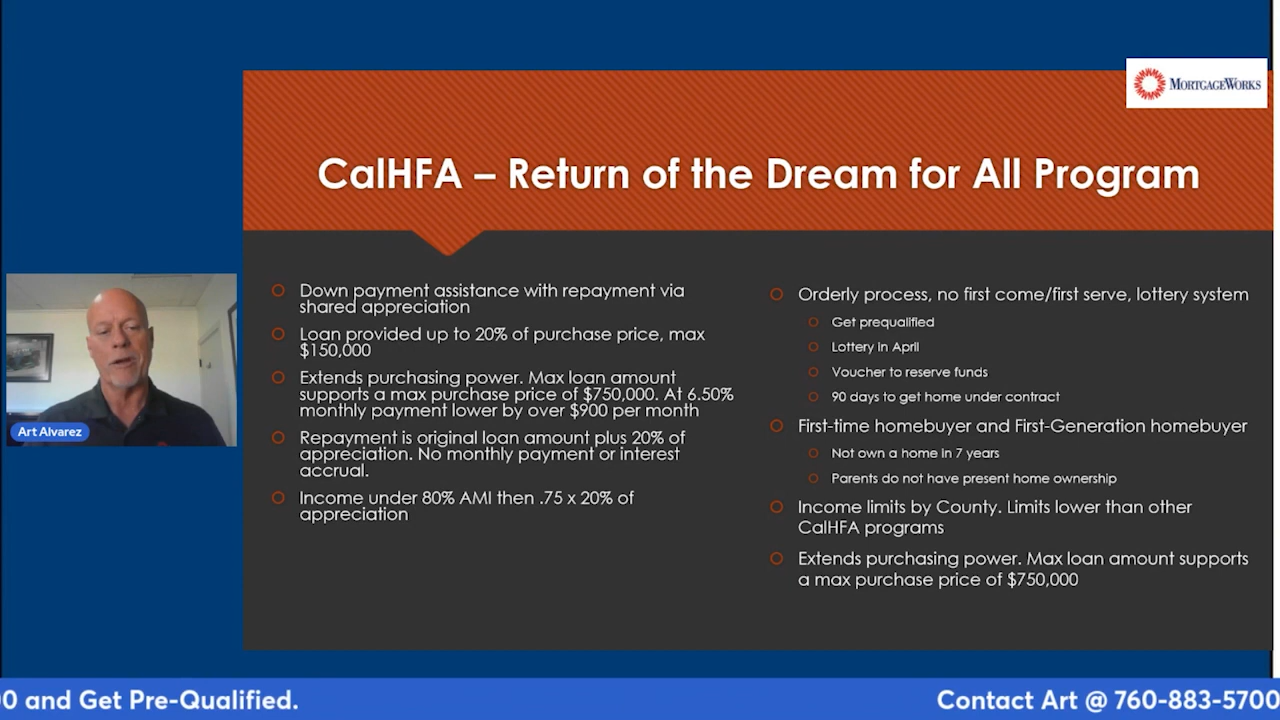 MORTGAGEWORKS
CalHFA – Return of the Dream for All Program
Down payment assistance with repayment via
shared appreciation
Loan provided up to 20% of purchase price, max
$150,000
Extends purchasing power. Max loan amount
supports a max purchase price of $750,000. At 6.50%
monthly payment lower by over $900 per month
Repayment is original loan amount plus 20% of
appreciation. No monthly payment or interest
accrual.
Income under 80% AMI then .75 x 20% of
appreciation
Orderly process, no first come/first serve, lottery system
Get prequalified
Lottery in April
Voucher to reserve funds
90 days to get home under contract
First-time homebuyer and First-Generation homebuyer
Not own a home in 7 years
Parents do not have present home ownership
Income limits by County. Limits lower than other
CalHFA programs
Extends purchasing power. Max loan amount supports
a max purchase price of $750,000
Art Alvarez
00 and Get Pre-Qualified.
Contact Art @ 760-883-5700